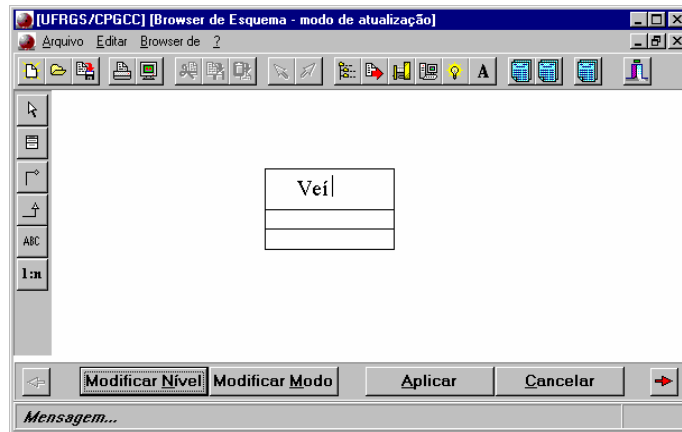 [UFRGS/CPGCC] [Browser de Esquema - modo de atualização]
Arquivo Editar Browser de ?
A
Veí
ABC
1:n
Modificar Nível Modificar Modo Aplicar Cancelar
Mensagem...